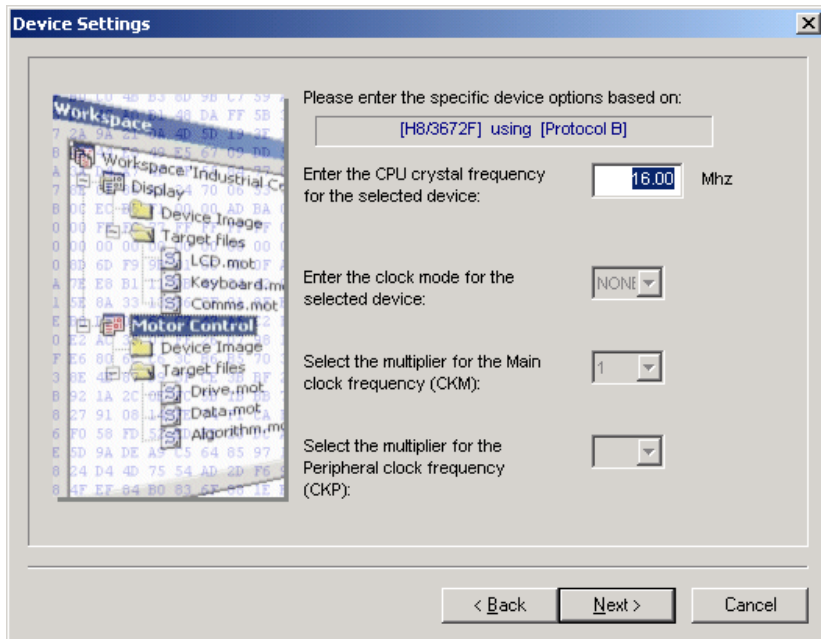 Device Settings
Please enter the specific device options based on:
[H8/3672F] using [Protocol B]
Enter the CPU crystal frequency
for the selected device:
16.00 Mhz
Enter the clock mode for the
selected device:
NONE
Select the multiplier for the Main
clock frequency (CKM):
1
Select the multiplier for the
Peripheral clock frequency
(CKP):
Workspace
Workspace 'Industrial Co
Display
Device Image
Target files
LCD.mot
Keyboard.m
Comms.mot
Motor Control
Device Image
Target files
Drive.mot
Data.mot
Algorithm.mo
< Back
Next >
Cancel